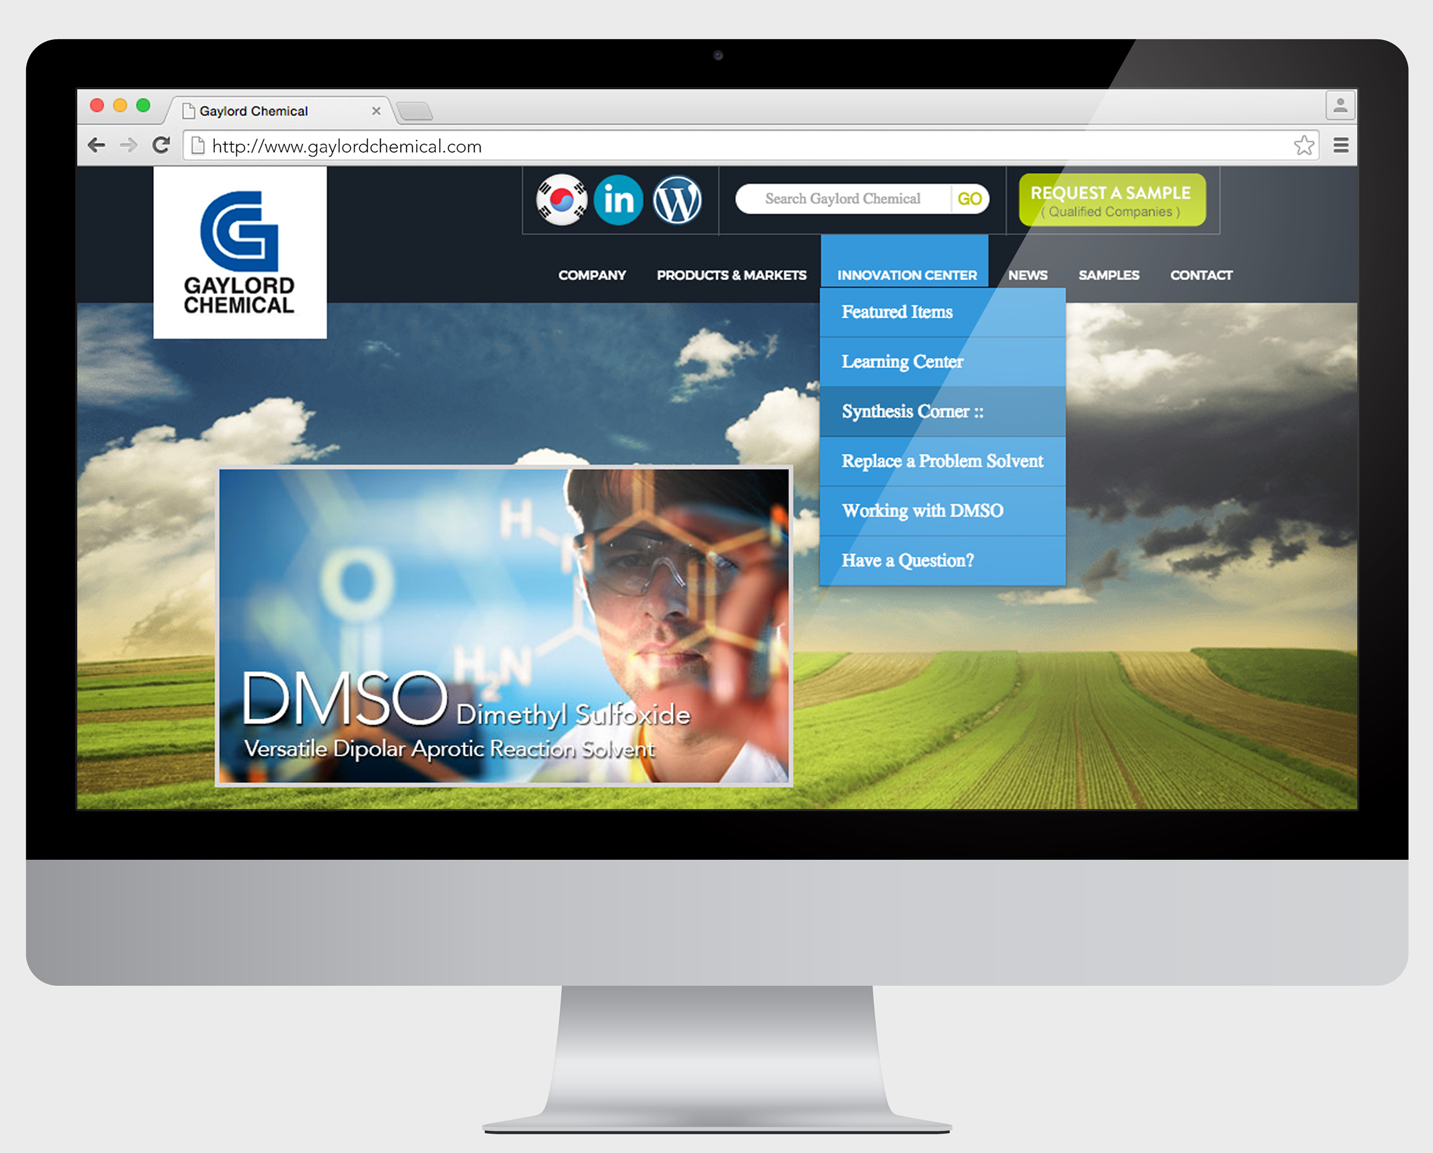 Gaylord Chemical
http://www.gaylordchemical.com
GAYLORD
CHEMICAL
in
W
Search Gaylord Chemical
GO
REQUEST A SAMPLE
( Qualified Companies )
COMPANY
PRODUCTS & MARKETS
INNOVATION CENTER
NEWS
SAMPLES
CONTACT
Featured Items
Learning Center
Synthesis Corner ::
Replace a Problem Solvent
Working with DMSO
Have a Question?
H
N
O
H2N
N
DMSO Dimethyl Sulfoxide
Versatile Dipolar Aprotic Reaction Solvent